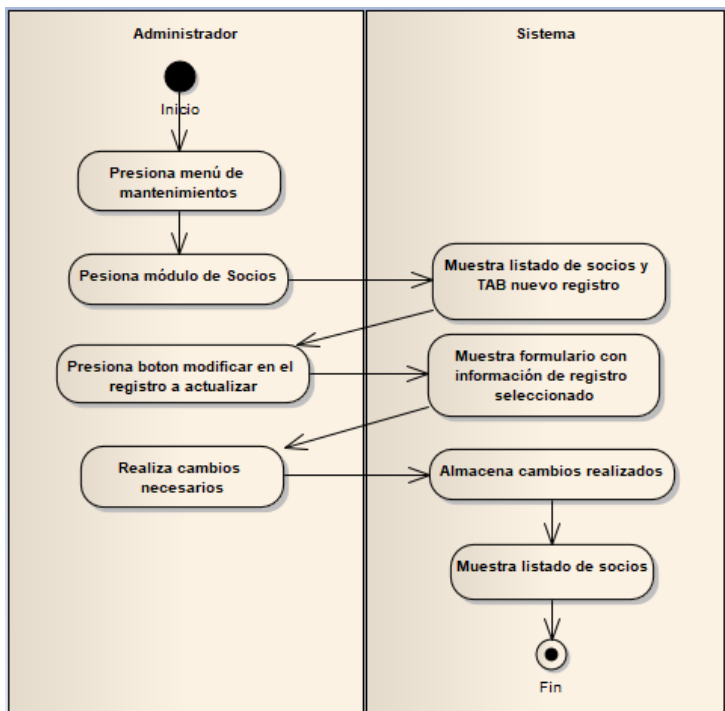 Administrador
Sistema
Inicio
Presiona menú de
mantenimientos
Pesiona módulo de Socios
Muestra listado de socios y
TAB nuevo registro
Presiona boton modificar en el
registro a actualizar
Muestra formulario con
información de registro
seleccionado
Realiza cambios
necesarios
Almacena cambios realizados
Muestra listado de socios
Fin